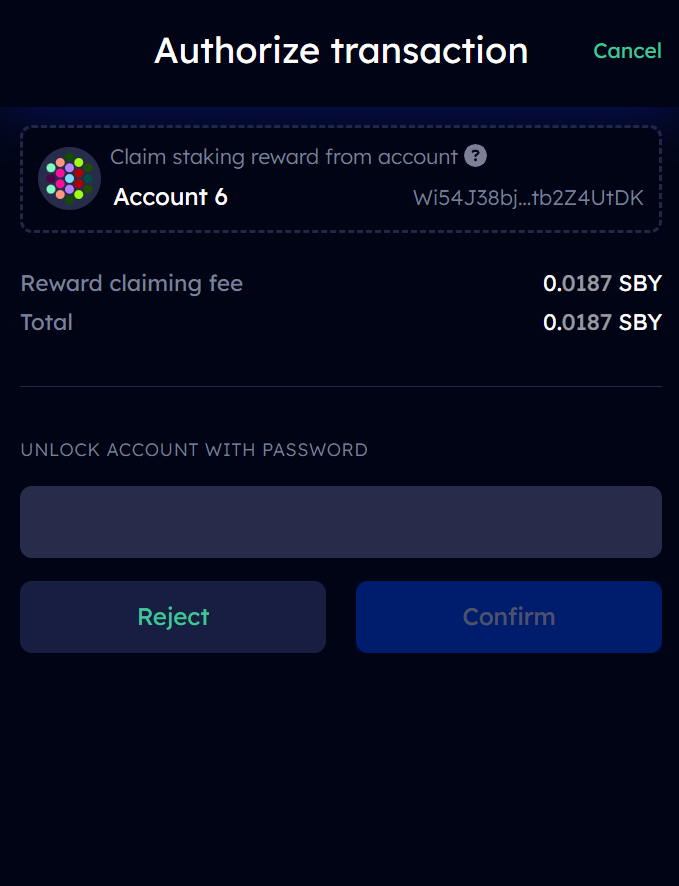 Authorize transaction Cancel
Claim staking reward from account ?
Account 6 Wi54J38bj...tb2Z4UtDK
Reward claiming fee 0.0187 SBY
Total 0.0187 SBY
UNLOCK ACCOUNT WITH PASSWORD
Reject Confirm